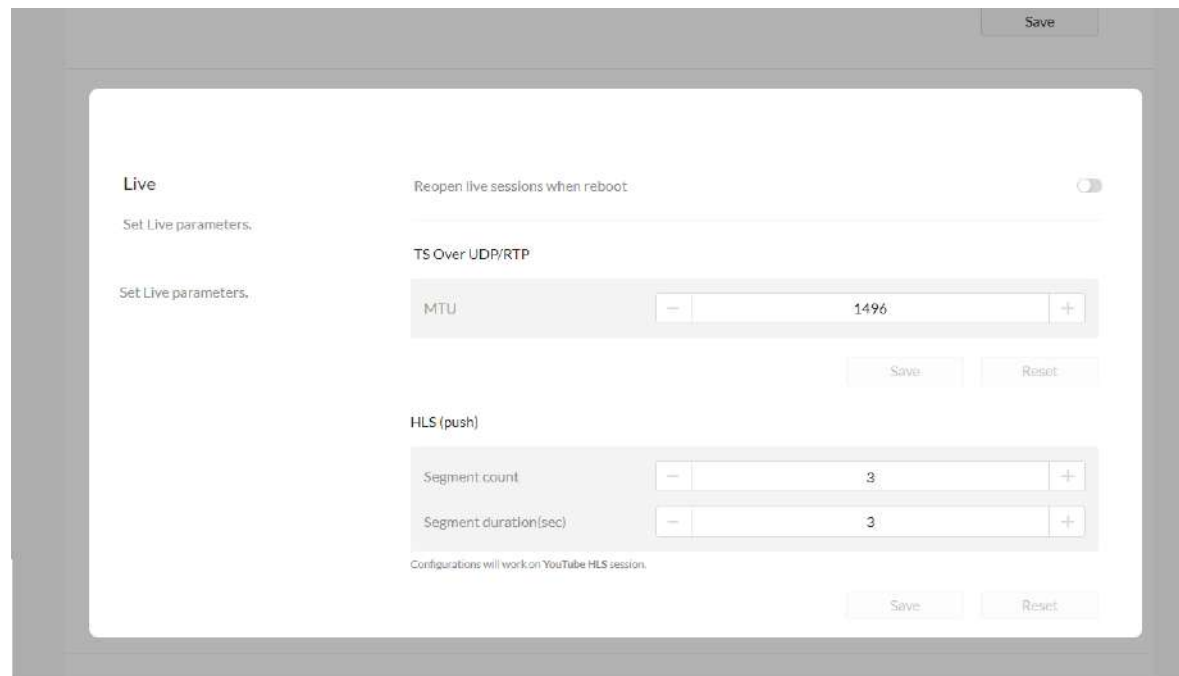 Save
Live
Set Live parameters.
Set Live parameters.
Reopen live sessions when reboot
TS Over UDP/RTP
MTU
1496
Save Reset
HLS (push)
Segment count
3
Segment duration(sec)
3
Configurations will work on YouTube HLS session.
Save Reset